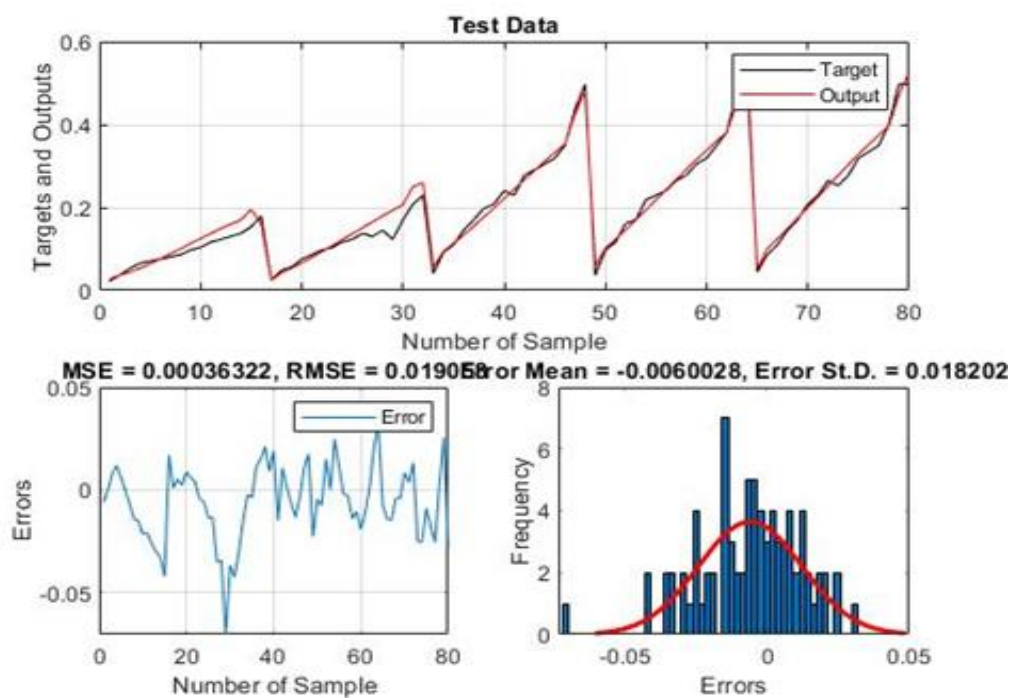 Test Data
0.6
0.4
0.2
0
Targets and Outputs
Target
Output
0 10 20 30 40 50 60 70 80
Number of Sample
MSE = 0.00036322, RMSE = 0.019058
Error Mean = -0.0060028, Error St.D. = 0.018202
0.05
0
-0.05
Errors
Error
0 20 40 60 80
Number of Sample
8
6
4
2
0
Frequency
-0.05 0 0.05
Errors